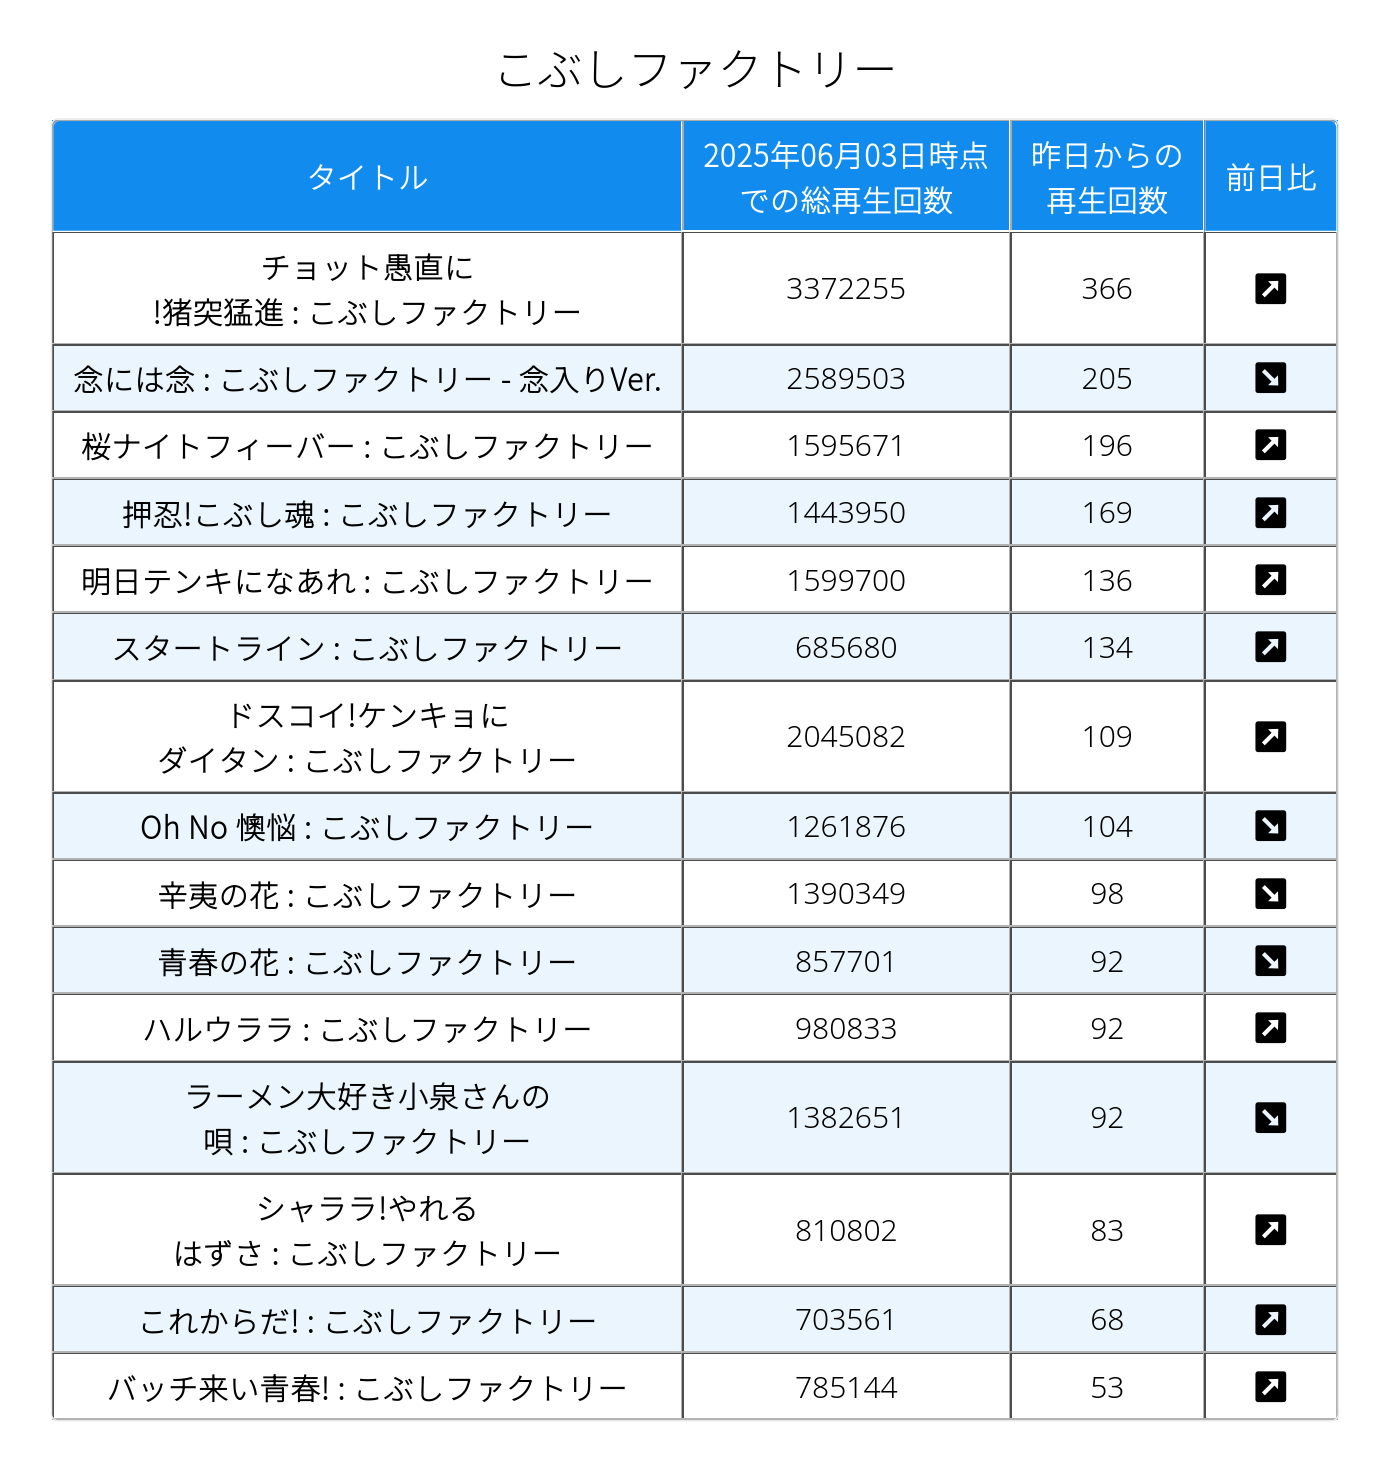 こぶしファクトリー
タイトル
2025年06月03日時点
での総再生回数
昨日からの
再生回数
前日比
チョット愚直に
!猪突猛進 : こぶしファクトリー
3372255
366
念には念 : こぶしファクトリー - 念入りVer.
2589503
205
桜ナイトフィーバー : こぶしファクトリー
1595671
196
押忍!こぶし魂 : こぶしファクトリー
1443950
169
明日テンキになあれ : こぶしファクトリー
1599700
136
スタートライン : こぶしファクトリー
685680
134
ドスコイ!ケンキョに
ダイタン : こぶしファクトリー
2045082
109
Oh No 懊悩 : こぶしファクトリー
1261876
104
辛夷の花 : こぶしファクトリー
1390349
98
青春の花 : こぶしファクトリー
857701
92
ハルウララ : こぶしファクトリー
980833
92
ラーメン大好き小泉さんの
唄 : こぶしファクトリー
1382651
92
シャララ!やれる
はずさ : こぶしファクトリー
810802
83
これからだ! : こぶしファクトリー
703561
68
バッチ来い青春! : こぶしファクトリー
785144
53